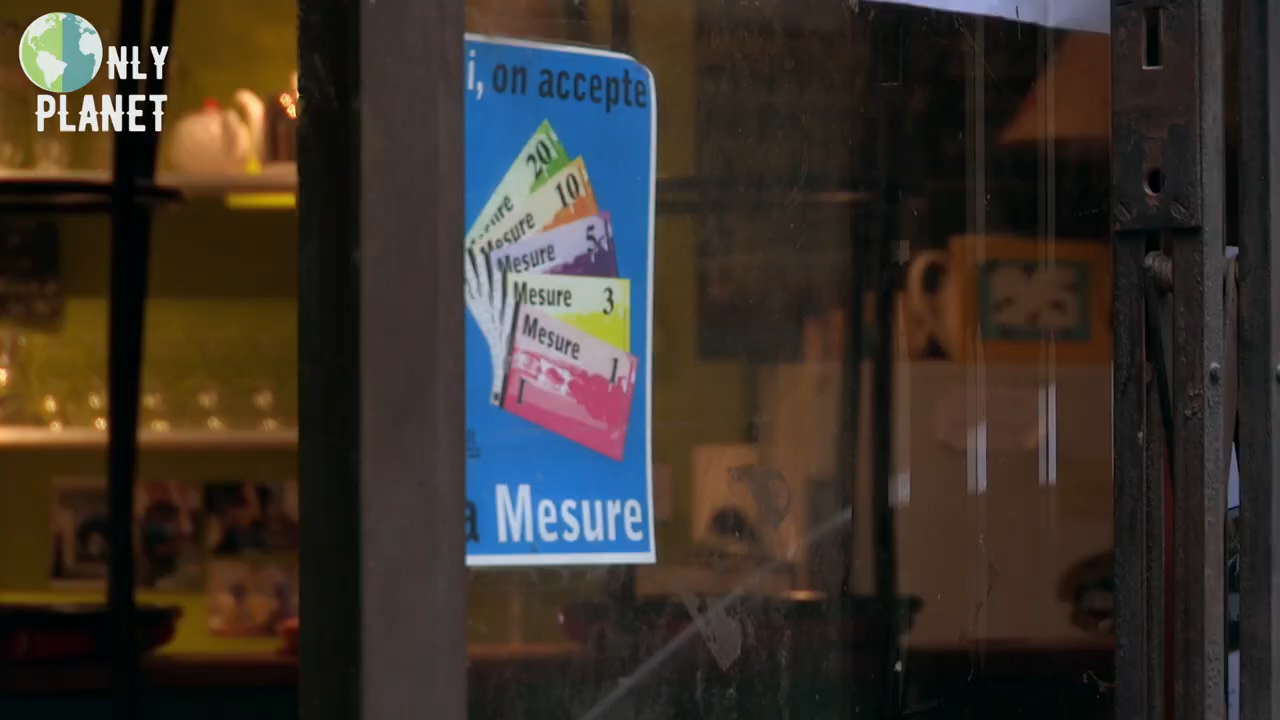 ONLY
PLANET
i, on accepte
20
Mesure
10
Mesure
5
Mesure
3
Mesure
1
1
a Mesure